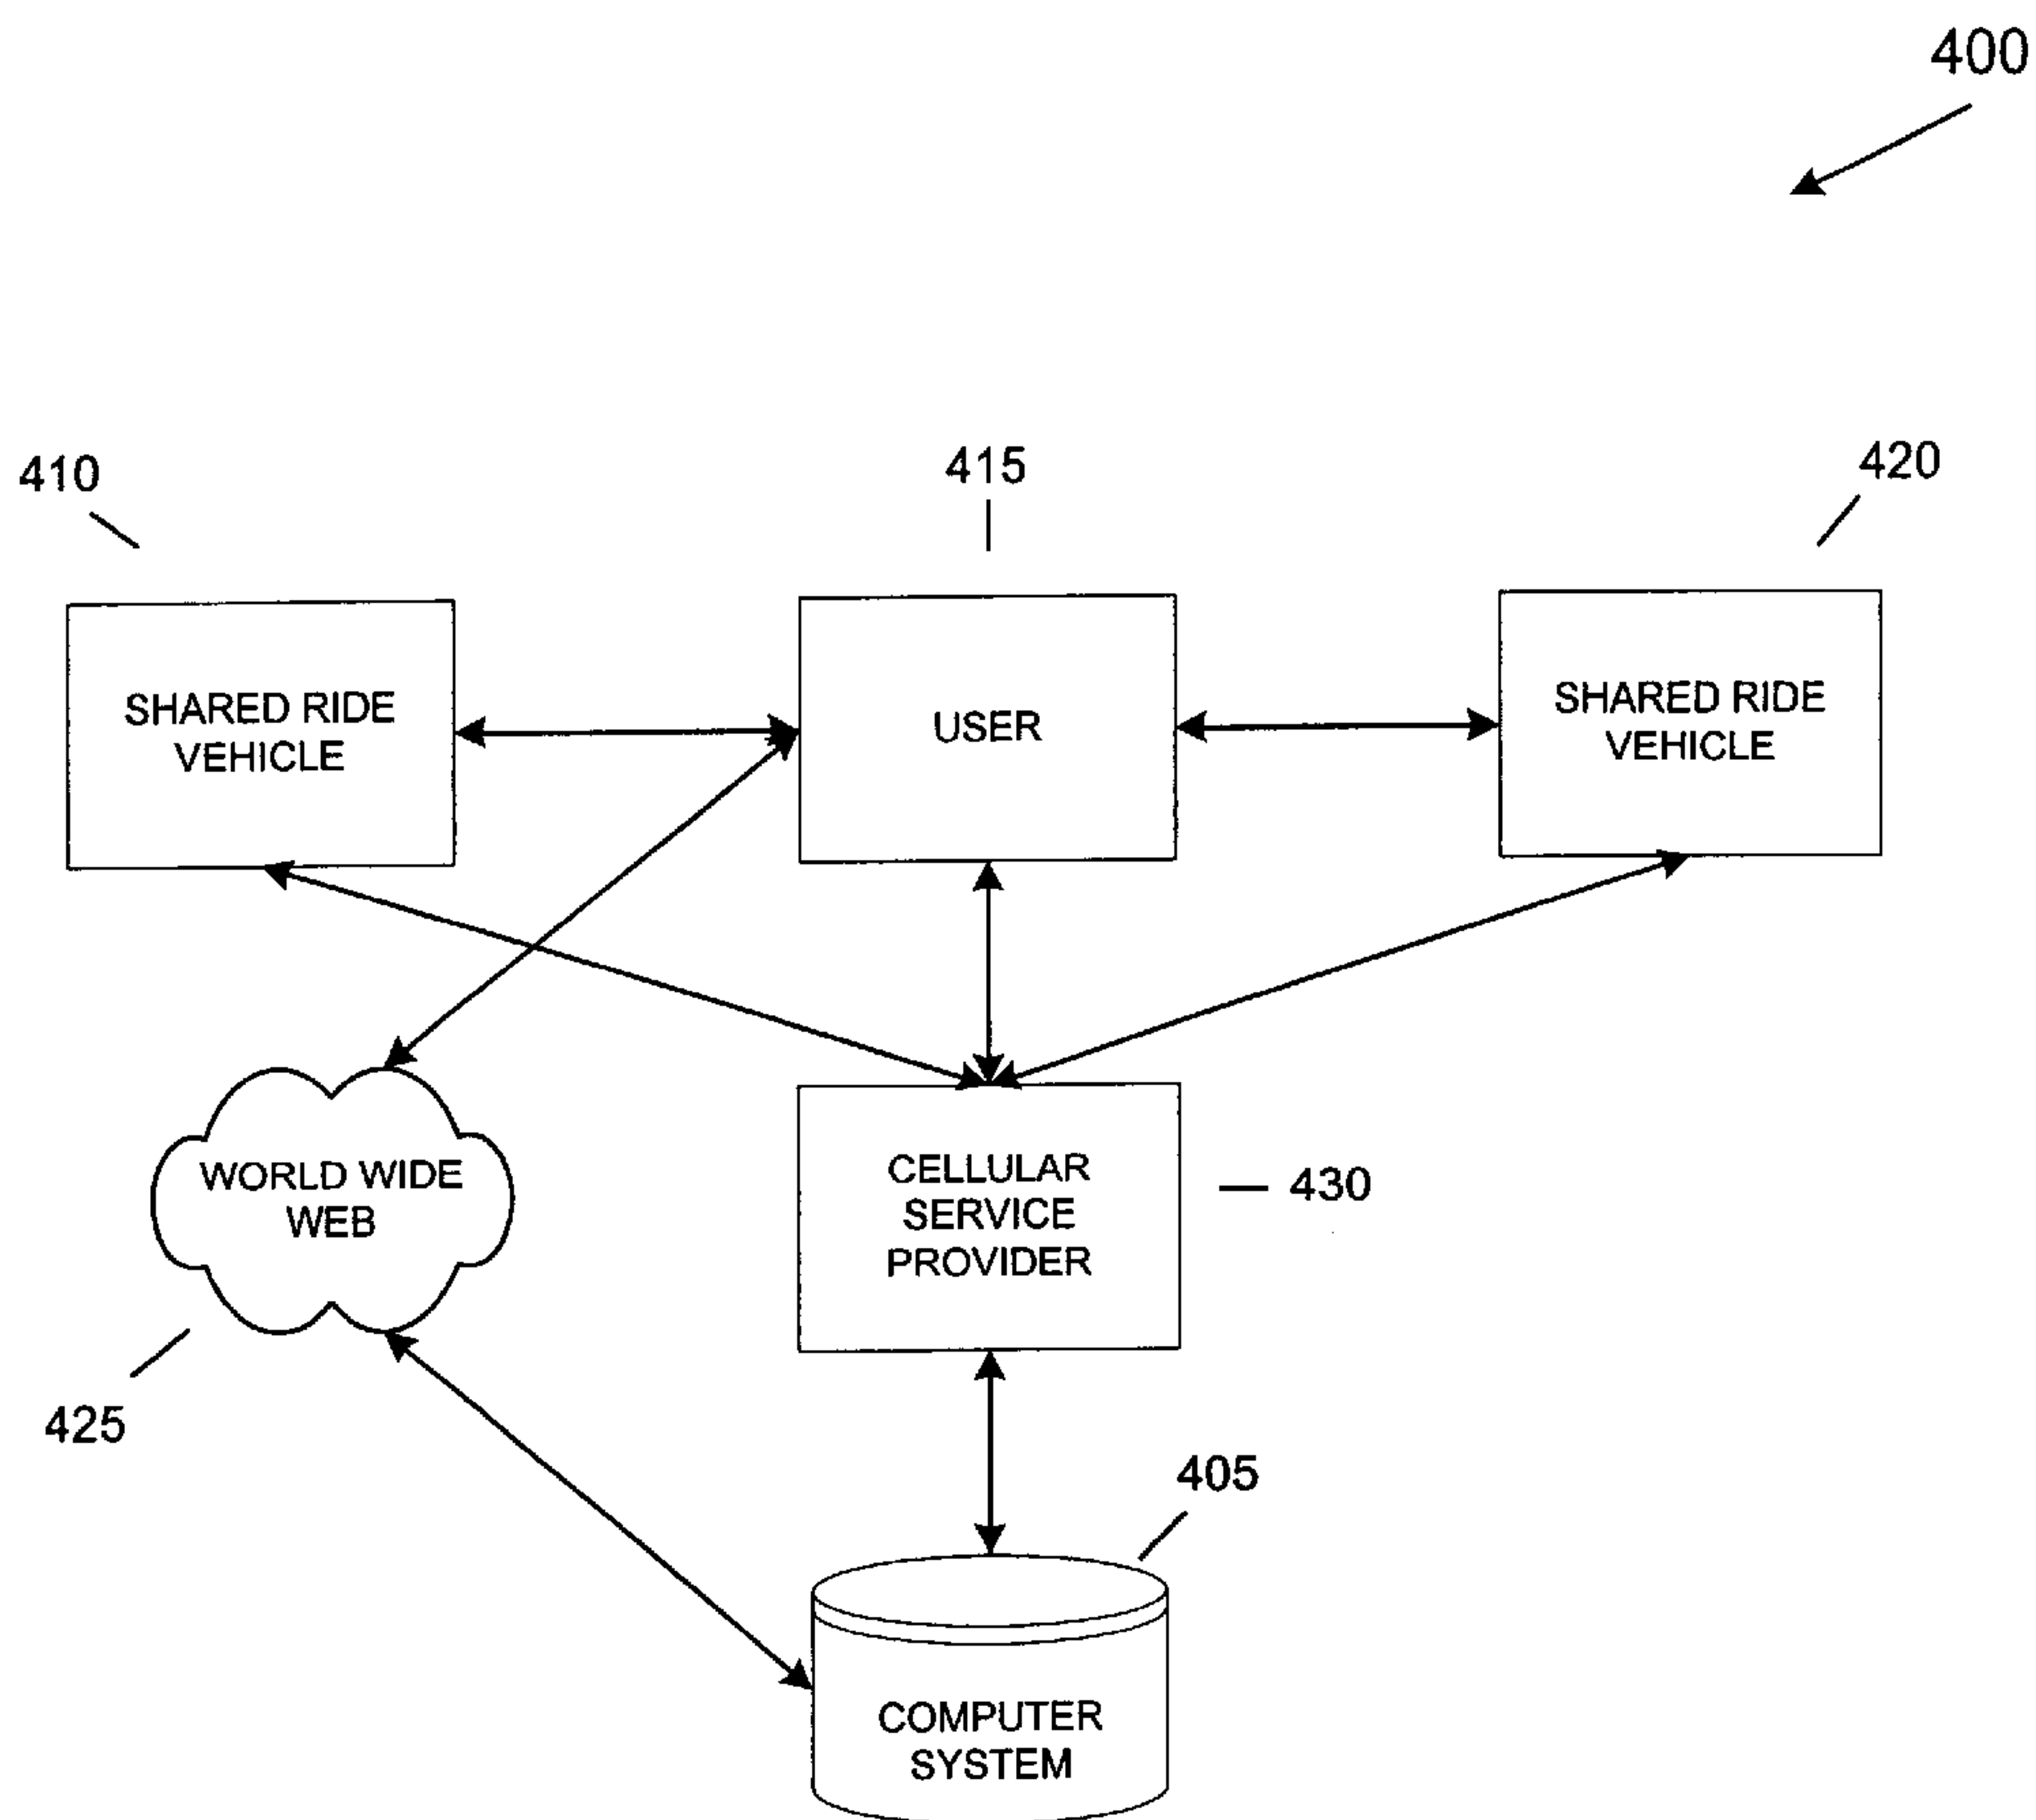 400
410
415
420
SHARED RIDE
VEHICLE
USER
SHARED RIDE
VEHICLE
WORLD WIDE
WEB
CELLULAR
SERVICE
PROVIDER
430
425
405
COMPUTER
SYSTEM